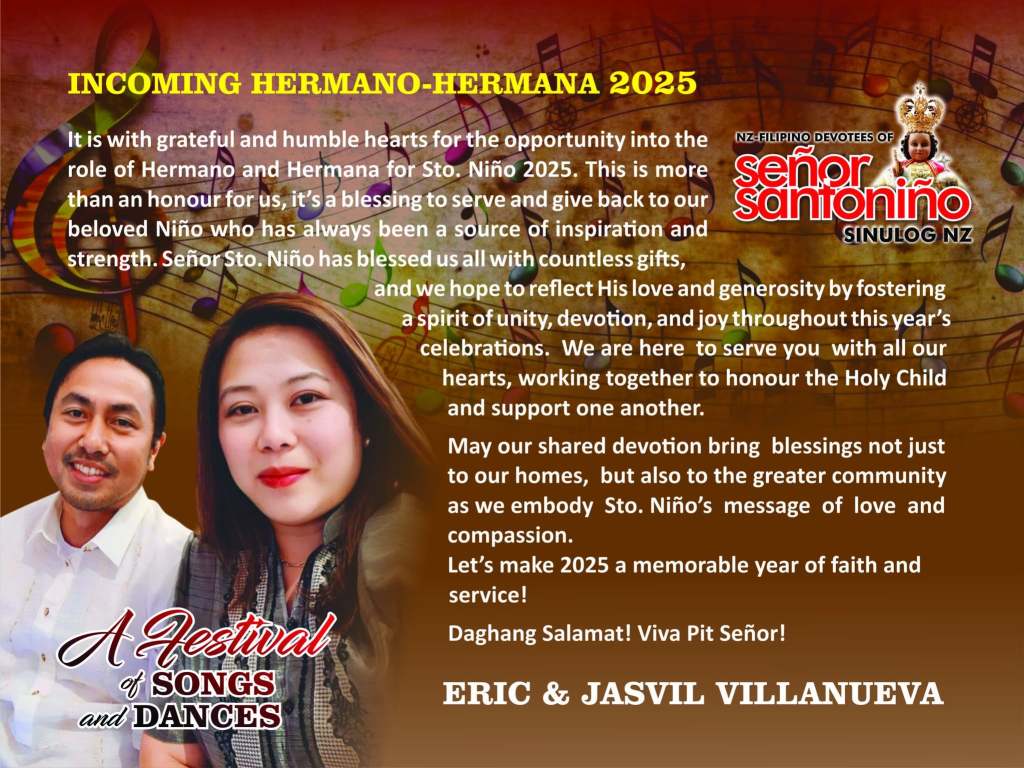 INCOMING HERMANO-HERMANA 2025
It is with grateful and humble hearts for the opportunity into the
role of Hermano and Hermana for Sto. Niño 2025. This is more
than an honour for us, it's a blessing to serve and give back to our
beloved Niño who has always been a source of inspiration and
strength. Señor Sto. Niño has blessed us all with countless gifts,
and we hope to reflect His love and generosity by fostering
a spirit of unity, devotion, and joy throughout this year's
celebrations. We are here to serve you with all our
hearts, working together to honour the Holy Child
and support one another.
May our shared devotion bring blessings not just
to our homes, but also to the greater community
as we embody Sto. Niño's message of love and
compassion.
Let's make 2025 a memorable year of faith and
service!
Daghang Salamat! Viva Pit Señor!
ERIC & JASVIL VILLANUEVA
NZ-FILIPINO DEVOTEES OF
señor
santoniño
SINULOG NZ
A Festival
of SONGS
and DANCES